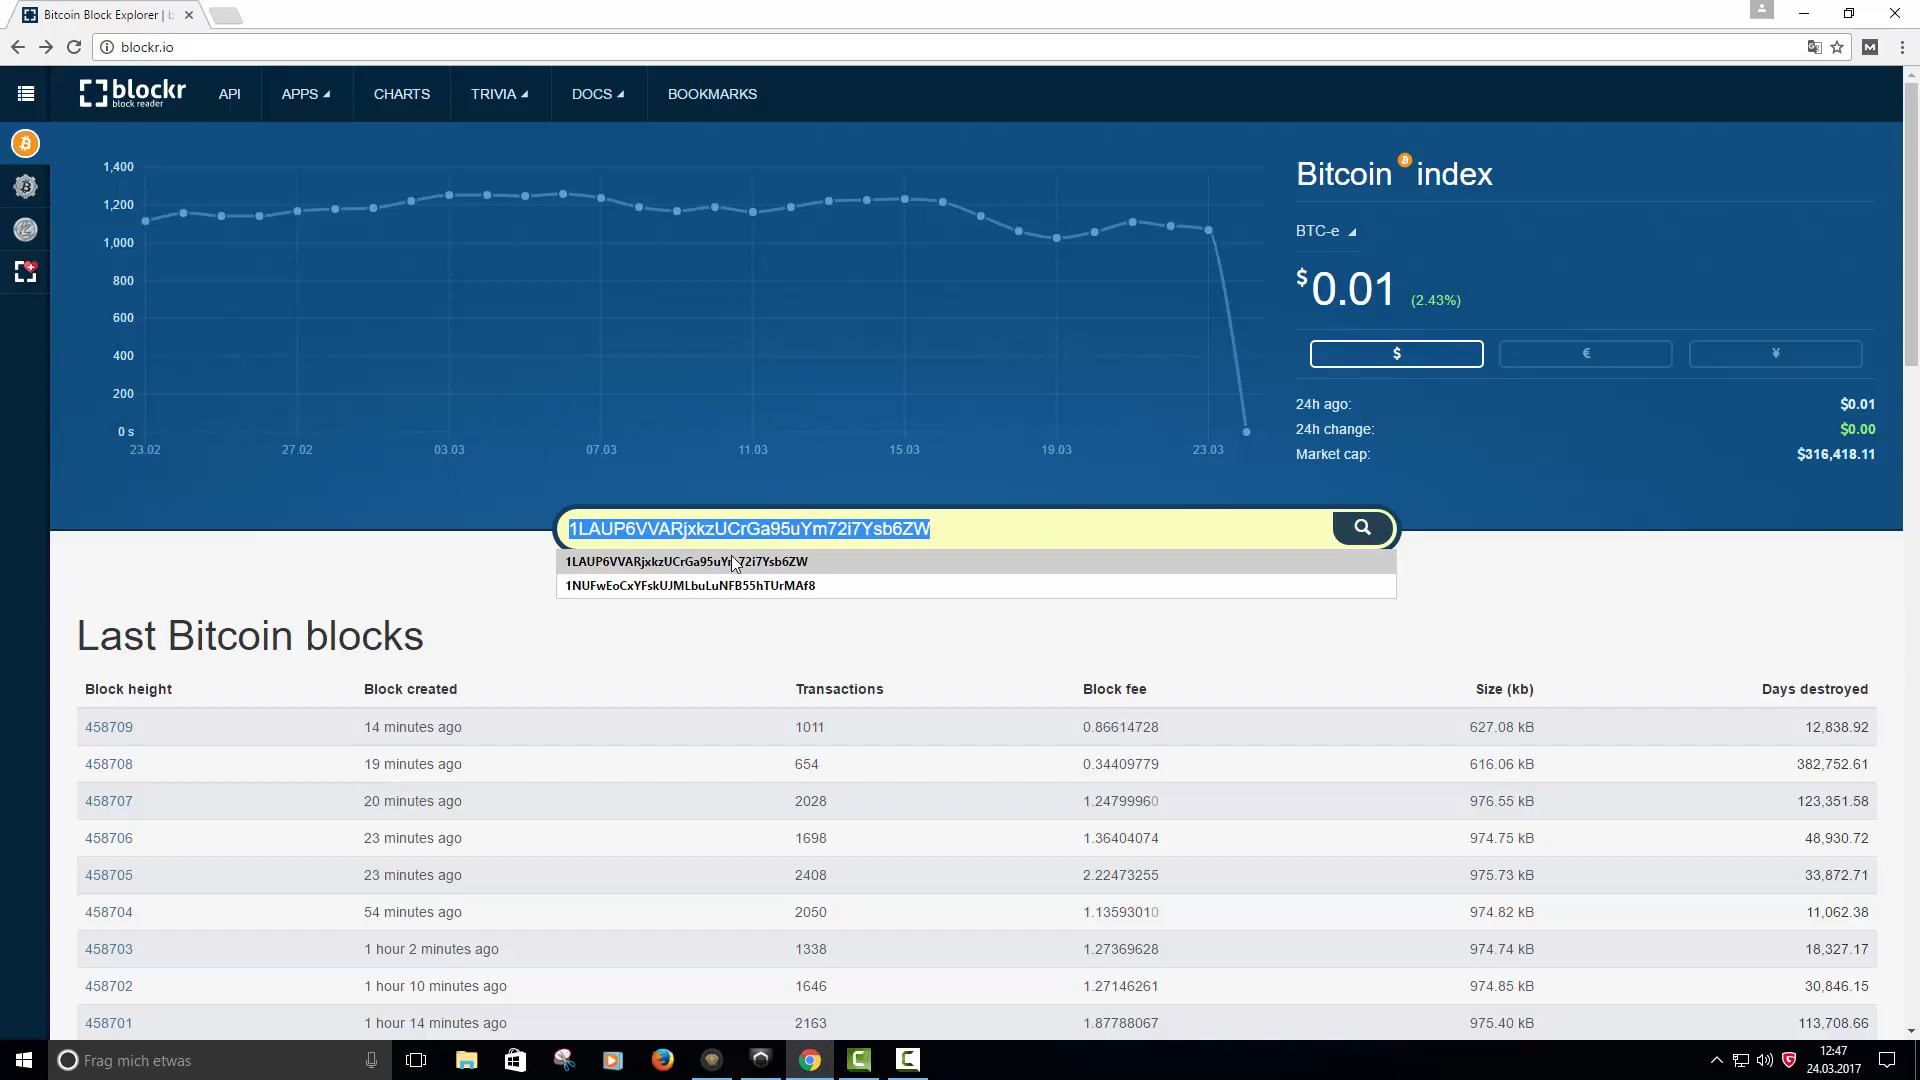 Bitcoin Block Explorer | b
blockr.io
blockr
block reader
API
APPS
CHARTS
TRIVIA
DOCS
BOOKMARKS
1,400
1,200
1,000
800
600
400
200
0 s
23.02
27.02
03.03
07.03
11.03
15.03
19.03
23.03
Bitcoin index
BTC-e
$0.01 (2.43%)
$
€
¥
24h ago: $0.01
24h change: $0.00
Market cap: $316,418.11
1LAUP6VVARjxkzUCrGa95uYm72i7Ysb6ZW
1LAUP6VVARjxkzUCrGa95uYm72i7Ysb6ZW
1NUFwEoCxYFskUJMLbuLuNFB55hTUrMAf8
Last Bitcoin blocks
Block height Block created Transactions Block fee Size (kb) Days destroyed
458709 14 minutes ago 1011 0.86614728 627.08 kB 12,838.92
458708 19 minutes ago 654 0.34409779 616.06 kB 382,752.61
458707 20 minutes ago 2028 1.24799960 976.55 kB 123,351.58
458706 23 minutes ago 1698 1.36404074 974.75 kB 48,930.72
458705 23 minutes ago 2408 2.22473255 975.73 kB 33,872.71
458704 54 minutes ago 2050 1.13593010 974.82 kB 11,062.38
458703 1 hour 2 minutes ago 1338 1.27369628 974.74 kB 18,327.17
458702 1 hour 10 minutes ago 1646 1.27146261 974.85 kB 30,846.15
458701 1 hour 14 minutes ago 2163 1.87788067 975.40 kB 113,708.66
Frag mich etwas
12:47
24.03.2017